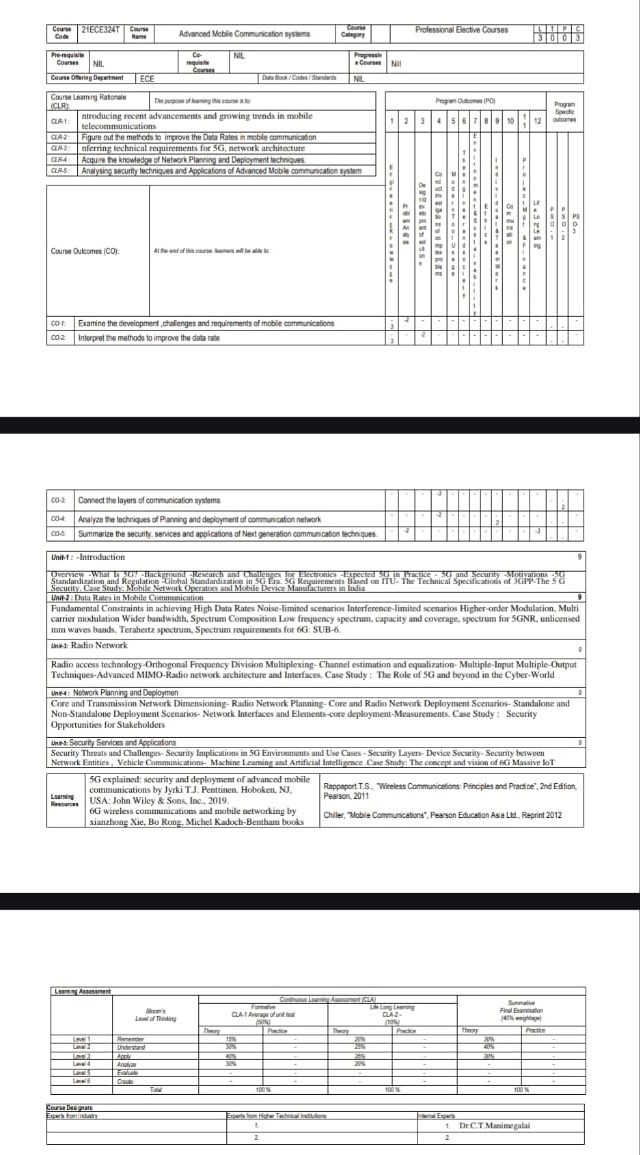 Course Code
21ECE324T
Course Name
Advanced Mobile Communication systems
Course Category
Professional Elective Courses
L T P C
3 0 0 3
Pre-requisite Courses
NIL
Co-requisite Courses
NIL
Progressive Courses
Nil
Course Offering Department
ECE
Data Book / Codes / Standards
NIL
Course Learning Rationale (CLR):
The purpose of learning this course is to:
Program Outcomes (PO)
Program Specific outcomes
CLR-1 :
ntroducing recent advancements and growing trends in mobile
telecommunications
1 2 3 4 5 6 7 8 9 10 11 12
CLR-2 :
Figure out the methods to improve the Data Rates in mobile communication
CLR-3 :
nferring technical requirements for 5G, network architecture
CLR-4 :
Acquire the knowledge of Network Planning and Deployment techniques.
CLR-5 :
Analysing security techniques and Applications of Advanced Mobile communication system
Course Outcomes (CO):
At the end of this course, learners will be able to:
PSO-1
PSO-2
PSO-3
CO-1:
Examine the development ,challenges and requirements of mobile communications
CO-2:
Interpret the methods to improve the data rate
CO-3:
Connect the layers of communication systems
CO-4:
Analyze the techniques of Planning and deployment of communication network
CO-5:
Summarize the security, services and applications of Next generation communication techniques.
Unit-1 : -Introduction 9
Overview -What Is 5G? -Background -Research and Challenges for Electronics -Expected 5G in Practice - 5G and Security -Motivations -5G
Standardization and Regulation -Global Standardization in 5G Era. 5G Requirements Based on ITU- The Technical Specifications of 3GPP-The 5 G
Security. Case Study: Mobile Network Operators and Mobile Device Manufacturers in India
Unit-2 : Data Rates in Mobile Communication 9
Fundamental Constraints in achieving High Data Rates Noise-limited scenarios Interference-limited scenarios Higher-order Modulation, Multi
carrier modulation Wider bandwidth, Spectrum Composition Low frequency spectrum, capacity and coverage, spectrum for 5GNR, unlicensed
mm waves bands, Terahertz spectrum, Spectrum requirements for 6G: SUB-6.
Unit-3: Radio Network 9
Radio access technology-Orthogonal Frequency Division Multiplexing- Channel estimation and equalization- Multiple-Input Multiple-Output
Techniques-Advanced MIMO-Radio network architecture and Interfaces. Case Study : The Role of 5G and beyond in the Cyber-World
Unit-4 : Network Planning and Deploymen 9
Core and Transmission Network Dimensioning- Radio Network Planning- Core and Radio Network Deployment Scenarios- Standalone and
Non-Standalone Deployment Scenarios- Network Interfaces and Elements-core deployment-Measurements. Case Study : Security
Opportunities for Stakeholders
Unit-5: Security Services and Applications 9
Security Threats and Challenges- Security Implications in 5G Environments and Use Cases - Security Layers- Device Security- Security between
Network Entities , Vehicle Communications- Machine Learning and Artificial Intelligence .Case Study: The concept and vision of 6G Massive IoT
Learning Resources
5G explained: security and deployment of advanced mobile
communications by Jyrki T.J. Penttinen. Hoboken, NJ,
USA: John Wiley & Sons, Inc., 2019.
6G wireless communications and mobile networking by
xianzhong Xie, Bo Rong, Michel Kadoch-Bentham books
Rappaport.T.S., "Wireless Communications: Principles and Practice", 2nd Edition,
Pearson, 2011
Chiller, "Mobile Communications", Pearson Education Asia Ltd., Reprint 2012
Learning Assessment
Bloom's
Level of Thinking
Continuous Learning Assessment (CLA)
Formative
CLA-1 Average of unit test
(50%)
Life Long Learning
CLA-2 -
(10%)
Summative
Final Examination
(40% weightage)
Theory Practice Theory Practice Theory Practice
Level 1 Remember 15% - 20% - 30% -
Level 2 Understand 30% - 25% - 40% -
Level 3 Apply 40% - 35% - 30% -
Level 4 Analyze 30% - 20% - - -
Level 5 Evaluate - - - - - -
Level 6 Create - - - - - -
Total 100 % 100 % 100 %
Course Designers
Experts from Industry
Experts from Higher Technical Institutions
Internal Experts
1.
1. Dr.C.T.Manimegalai
2.
2.